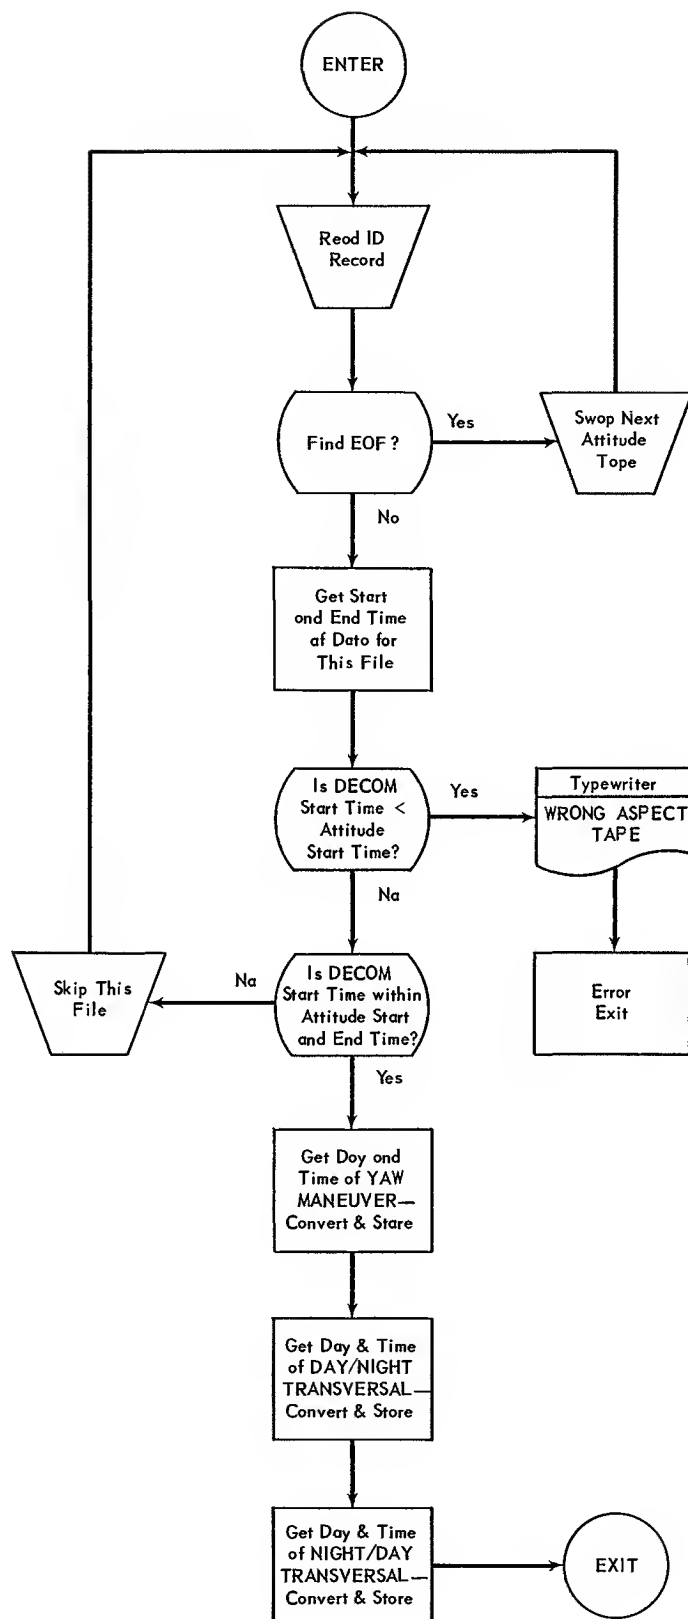 ENTER
Reod ID
Record
Find EOF ?
Yes
Swop Next
Attitude
Tope
No
Get Start
ond End Time
af Dato for
This File
Is DECOM
Start Time <
Attitude
Start Time?
Yes
Typewriter
WRONG ASPECT
TAPE
Na
Error
Exit
Is DECOM
Start Time within
Attitude Start
and End Time?
Na
Skip This
File
Yes
Get Doy ond
Time of YAW
MANEUVER—
Convert & Stare
Get Day & Time
of DAY/NIGHT
TRANSVERSAL—
Convert & Store
Get Day & Time
of NIGHT/DAY
TRANSVERSAL—
Convert & Store
EXIT